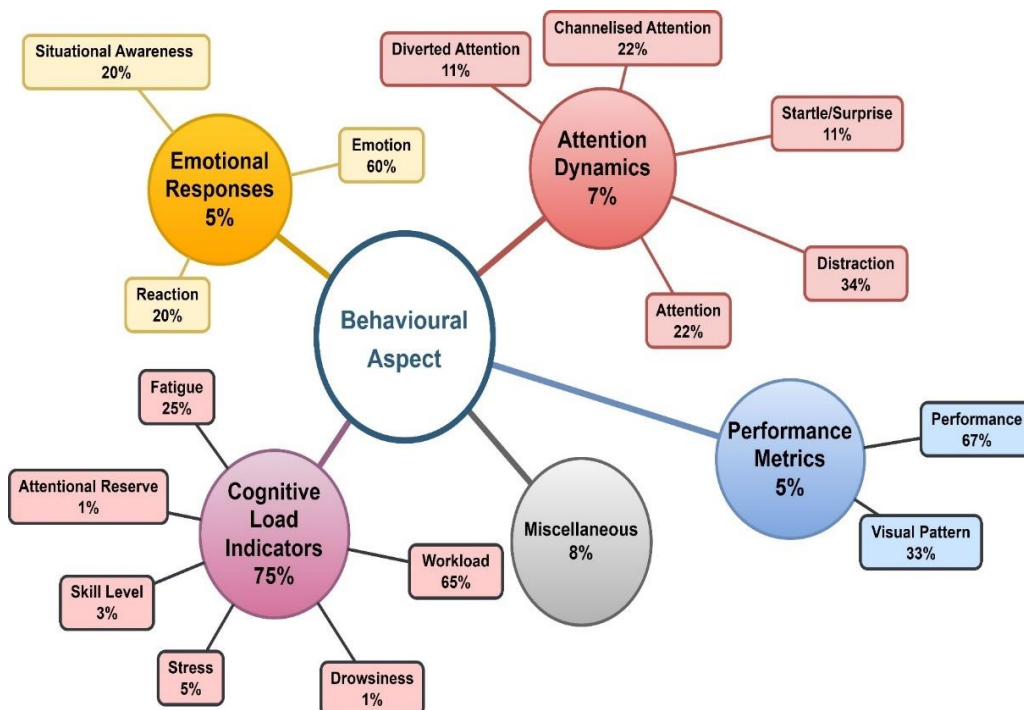 Situational Awareness
20%
Emotion
60%
Emotional
Responses
5%
Reaction
20%
Diverted Attention
11%
Channelised Attention
22%
Startle/Surprise
11%
Attention
Dynamics
7%
Distraction
34%
Attention
22%
Behavioural
Aspect
Fatigue
25%
Attentional Reserve
1%
Skill Level
3%
Stress
5%
Drowsiness
1%
Workload
65%
Cognitive
Load
Indicators
75%
Miscellaneous
8%
Performance
Metrics
5%
Performance
67%
Visual Pattern
33%